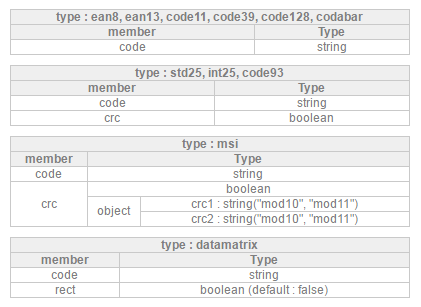 type : ean8, ean13, code11, code39, code128, codabar
member Type
code string
type : std25, int25, code93
member Type
code string
crc boolean
type : msi
member Type
code string
crc boolean
object crc1 : string("mod10", "mod11")
crc2 : string("mod10", "mod11")
type : datamatrix
member Type
code string
rect boolean (default : false)